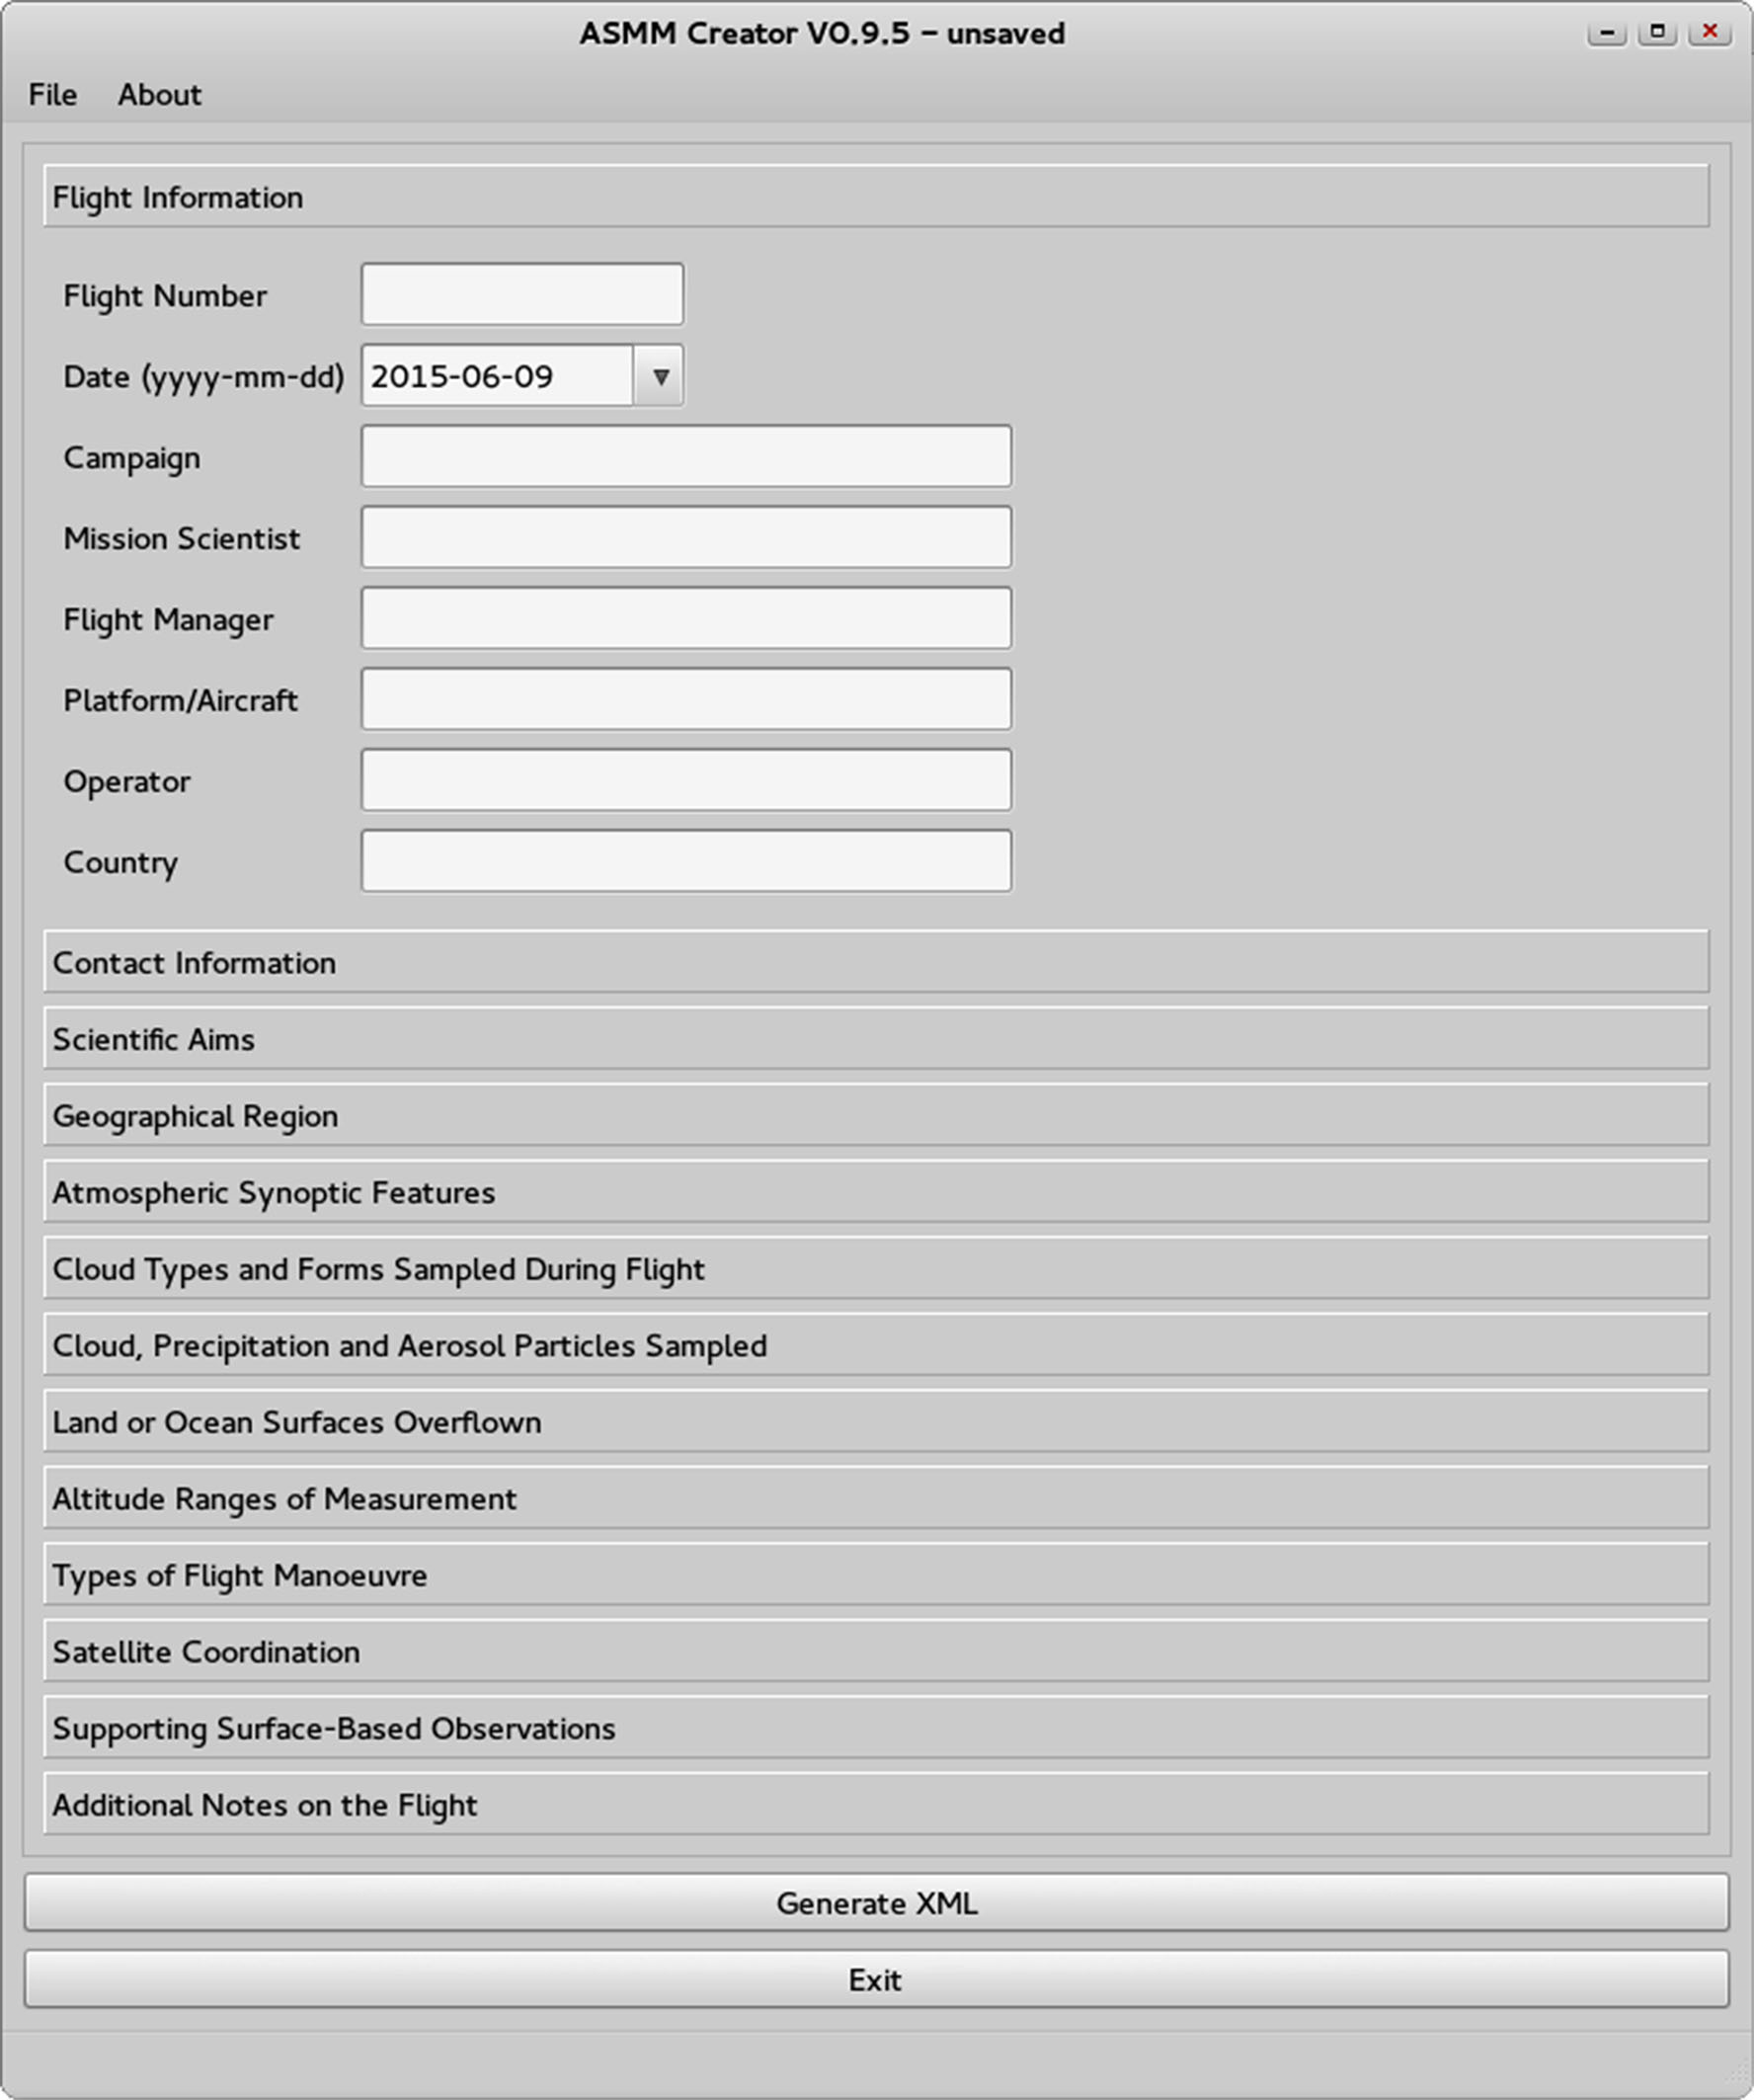 ASMM Creator V0.9.5 - unsaved
File About
Flight Information
Flight Number
Date (yyyy-mm-dd) 2015-06-09
Campaign
Mission Scientist
Flight Manager
Platform/Aircraft
Operator
Country
Contact Information
Scientific Aims
Geographical Region
Atmospheric Synoptic Features
Cloud Types and Forms Sampled During Flight
Cloud, Precipitation and Aerosol Particles Sampled
Land or Ocean Surfaces Overflown
Altitude Ranges of Measurement
Types of Flight Manoeuvre
Satellite Coordination
Supporting Surface-Based Observations
Additional Notes on the Flight
Generate XML
Exit